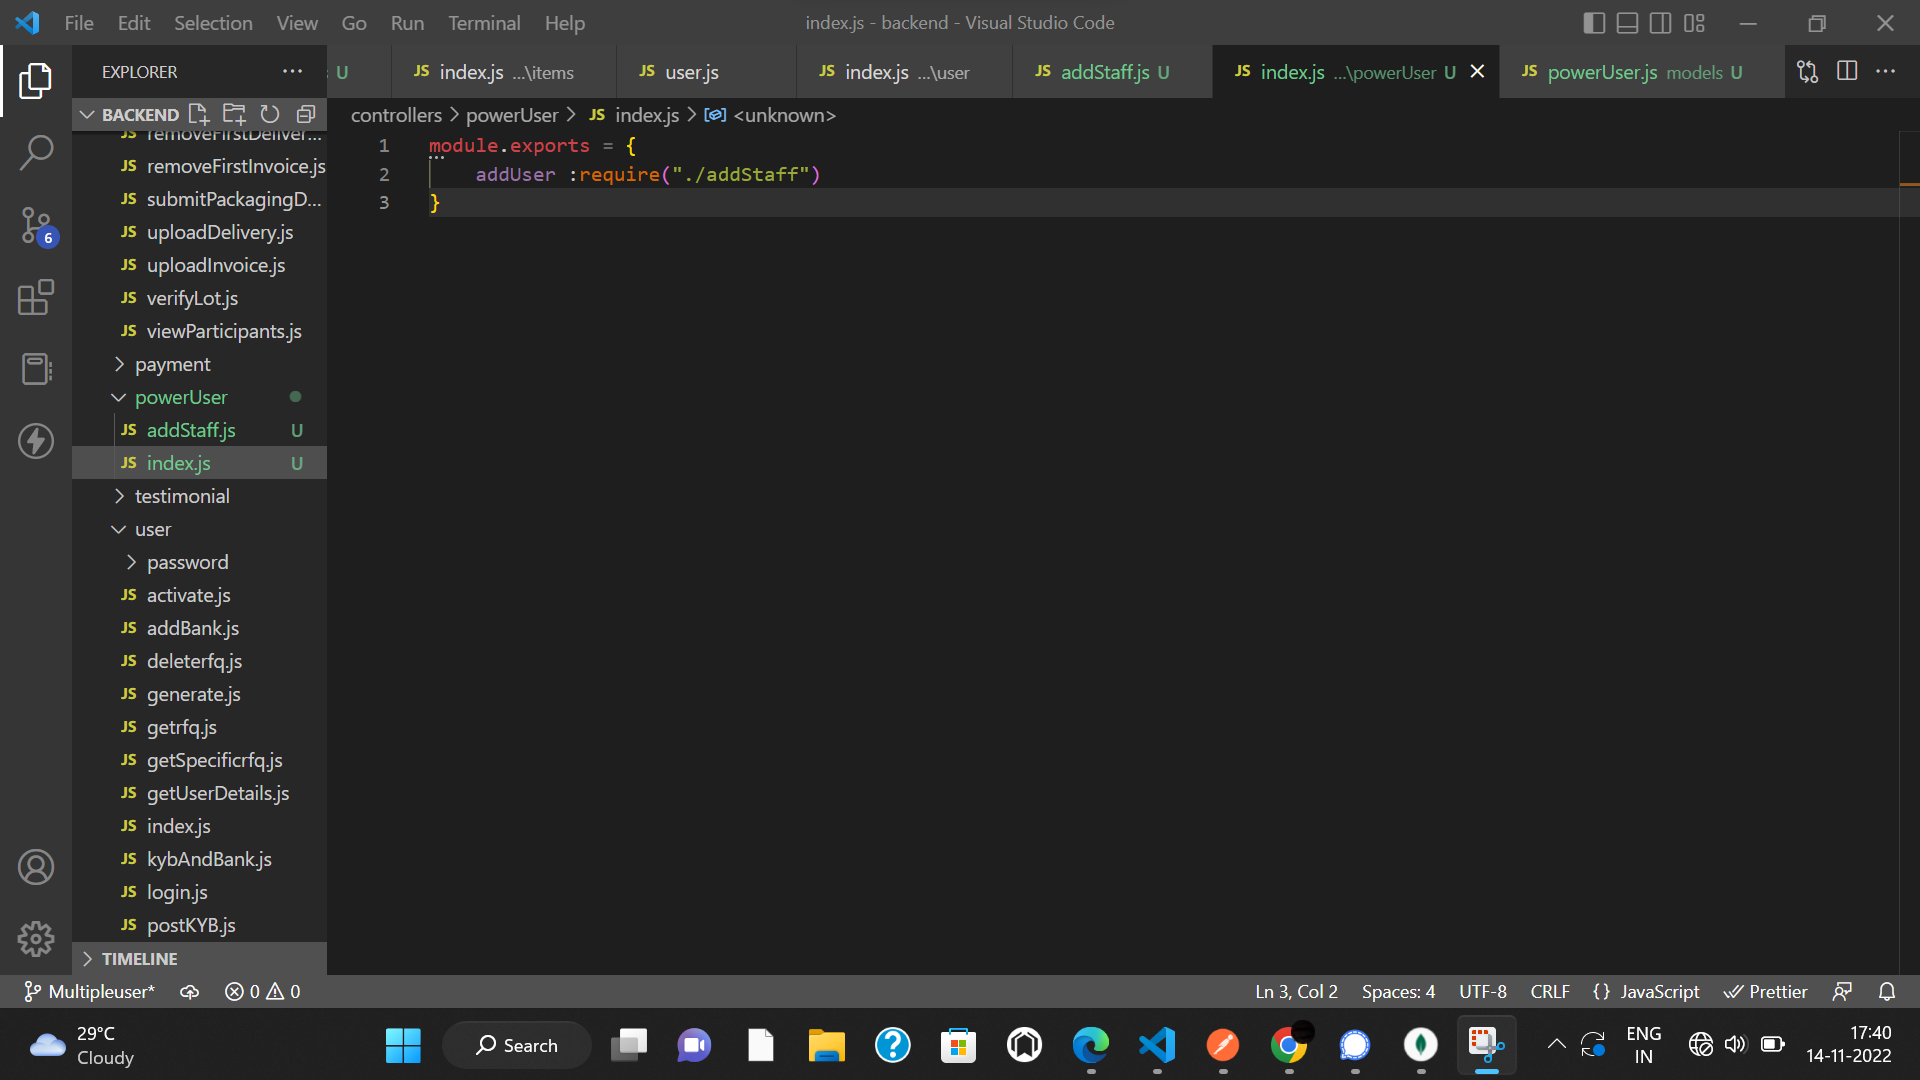 File Edit Selection View Go Run Terminal Help
index.js - backend - Visual Studio Code
EXPLORER
U
JS index.js ...\items
JS user.js
JS index.js ...\user
JS addStaff.js U
JS index.js ...\powerUser U
JS powerUser.js models U
BACKEND
controllers > powerUser > JS index.js > <unknown>
1 module.exports = {
2 addUser :require("./addStaff")
3 }
JS removeFirstDeliver...
JS removeFirstInvoice.js
JS submitPackagingD...
JS uploadDelivery.js
JS uploadInvoice.js
JS verifyLot.js
JS viewParticipants.js
payment
powerUser
JS addStaff.js U
JS index.js U
testimonial
user
password
JS activate.js
JS addBank.js
JS deleterfq.js
JS generate.js
JS getrfq.js
JS getSpecificrfq.js
JS getUserDetails.js
JS index.js
JS kybAndBank.js
JS login.js
JS postKYB.js
TIMELINE
6
Multipleuser* 0 0
Ln 3, Col 2 Spaces: 4 UTF-8 CRLF {} JavaScript Prettier
29°C
Cloudy
Search
ENG
IN
17:40
14-11-2022